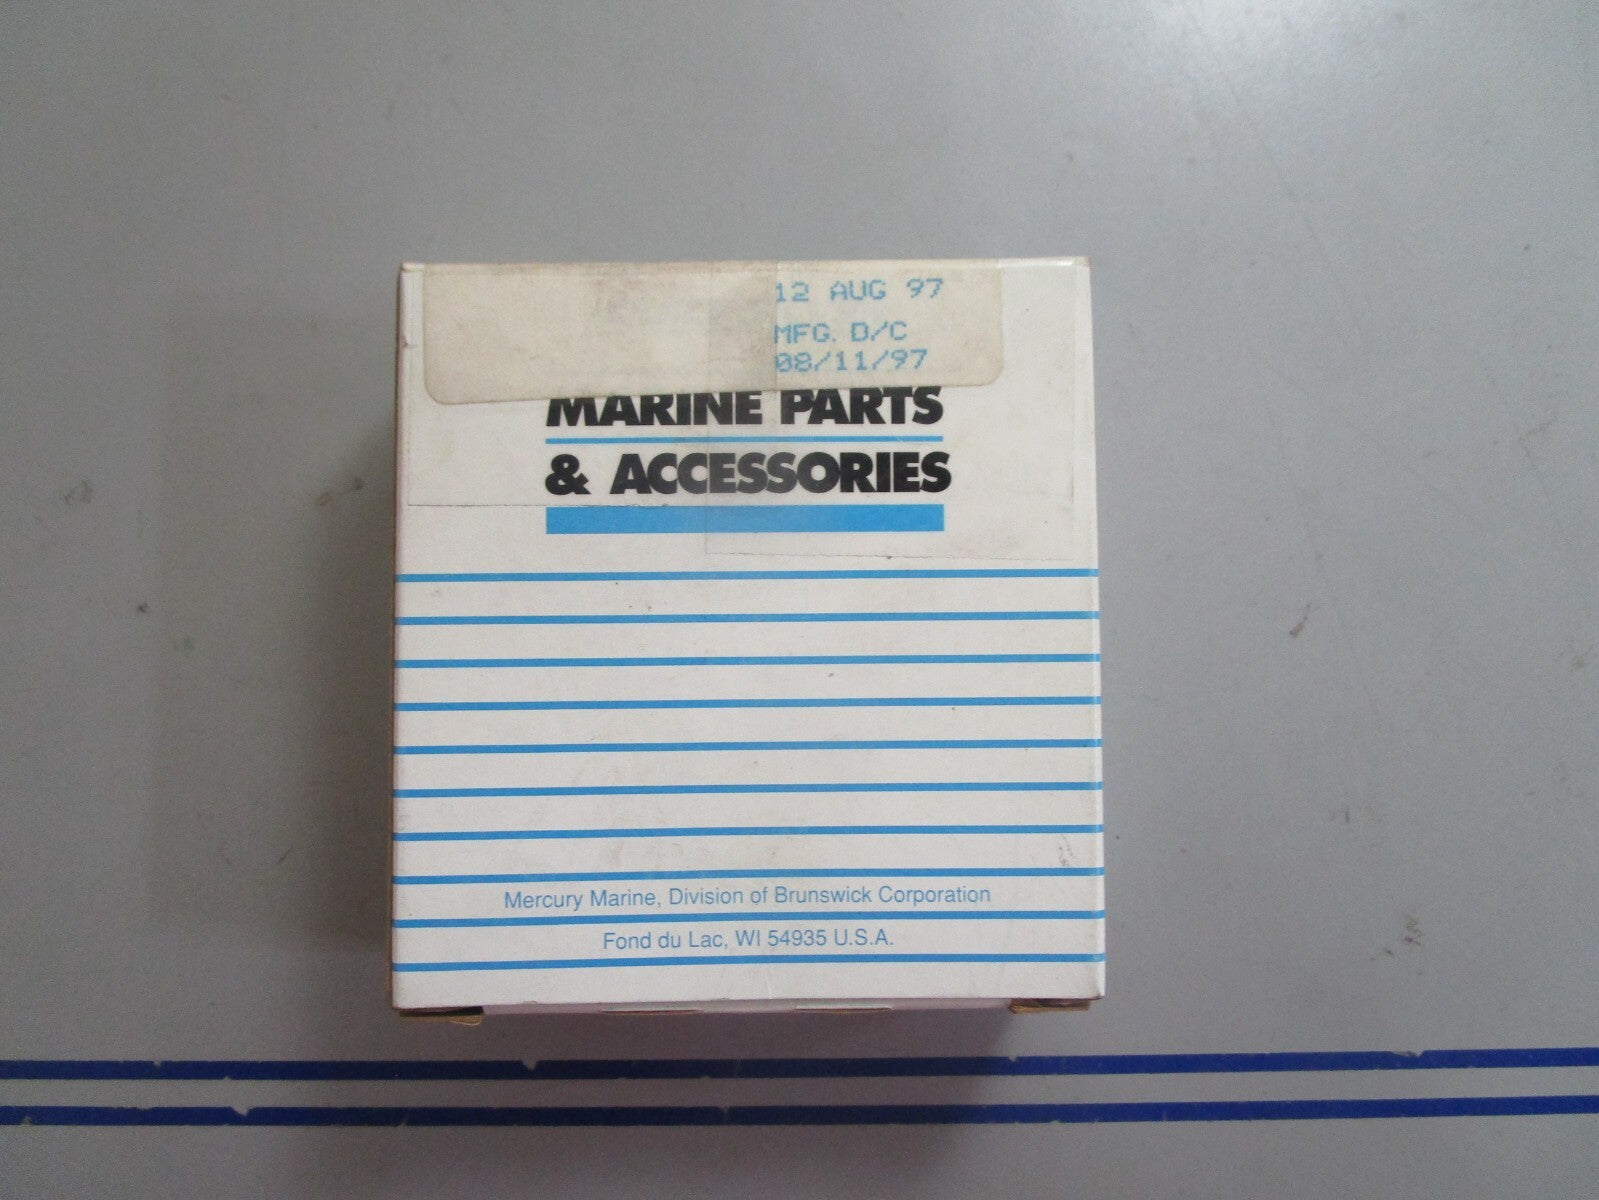 12 AUG 97
MFG. D/C
08/11/97
MARINE PARTS
& ACCESSORIES
Mercury Marine, Division of Brunswick Corporation
Fond du Lac, WI 54935 U.S.A.